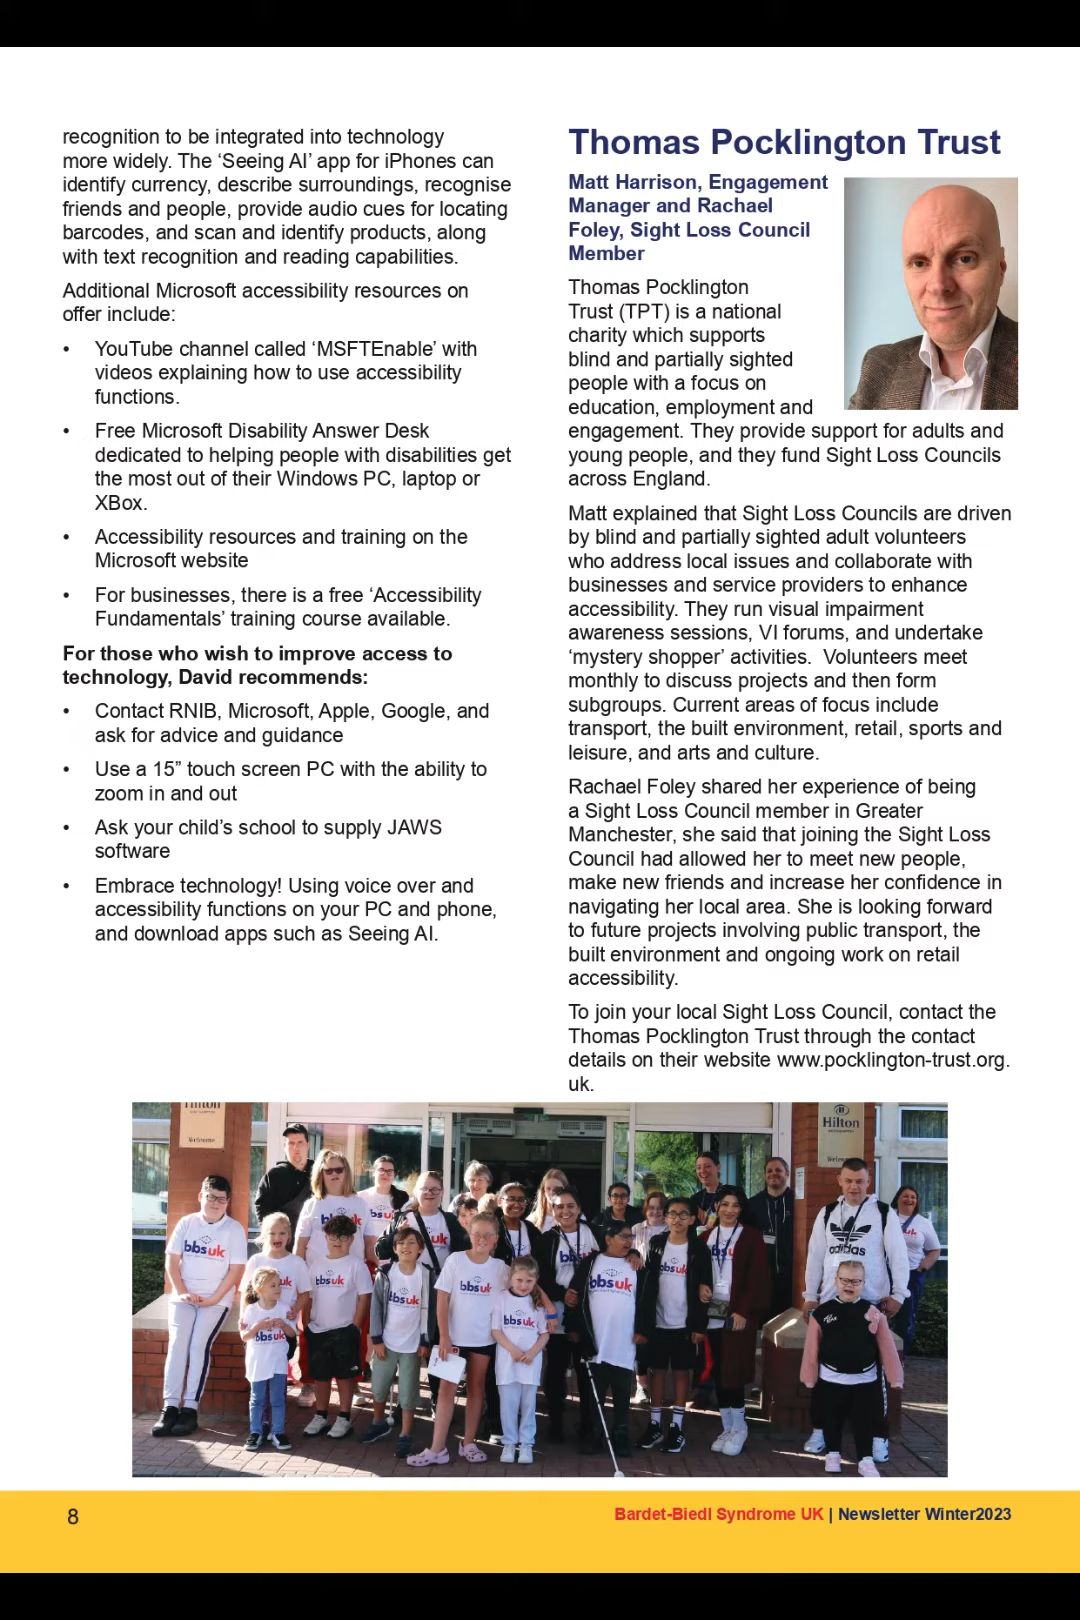 recognition to be integrated into technology
more widely. The ‘Seeing AI’ app for iPhones can
identify currency, describe surroundings, recognise
friends and people, provide audio cues for locating
barcodes, and scan and identify products, along
with text recognition and reading capabilities.
Additional Microsoft accessibility resources on
offer include:
• YouTube channel called ‘MSFTEnable’ with
videos explaining how to use accessibility
functions.
• Free Microsoft Disability Answer Desk
dedicated to helping people with disabilities get
the most out of their Windows PC, laptop or
XBox.
• Accessibility resources and training on the
Microsoft website
• For businesses, there is a free ‘Accessibility
Fundamentals’ training course available.
For those who wish to improve access to
technology, David recommends:
• Contact RNIB, Microsoft, Apple, Google, and
ask for advice and guidance
• Use a 15” touch screen PC with the ability to
zoom in and out
• Ask your child’s school to supply JAWS
software
• Embrace technology! Using voice over and
accessibility functions on your PC and phone,
and download apps such as Seeing AI.
Thomas Pocklington Trust
Matt Harrison, Engagement
Manager and Rachael
Foley, Sight Loss Council
Member
Thomas Pocklington
Trust (TPT) is a national
charity which supports
blind and partially sighted
people with a focus on
education, employment and
engagement. They provide support for adults and
young people, and they fund Sight Loss Councils
across England.
Matt explained that Sight Loss Councils are driven
by blind and partially sighted adult volunteers
who address local issues and collaborate with
businesses and service providers to enhance
accessibility. They run visual impairment
awareness sessions, VI forums, and undertake
‘mystery shopper’ activities.  Volunteers meet
monthly to discuss projects and then form
subgroups. Current areas of focus include
transport, the built environment, retail, sports and
leisure, and arts and culture.
Rachael Foley shared her experience of being
a Sight Loss Council member in Greater
Manchester, she said that joining the Sight Loss
Council had allowed her to meet new people,
make new friends and increase her confidence in
navigating her local area. She is looking forward
to future projects involving public transport, the
built environment and ongoing work on retail
accessibility.
To join your local Sight Loss Council, contact the
Thomas Pocklington Trust through the contact
details on their website www.pocklington-trust.org.
uk.
Hilton
Welcome
Hilton
bbsuk
bbsuk
bbsuk
bbsuk
bbsuk
bbsuk
bbsuk
adidas
8
Bardet-Biedl Syndrome UK | Newsletter Winter2023